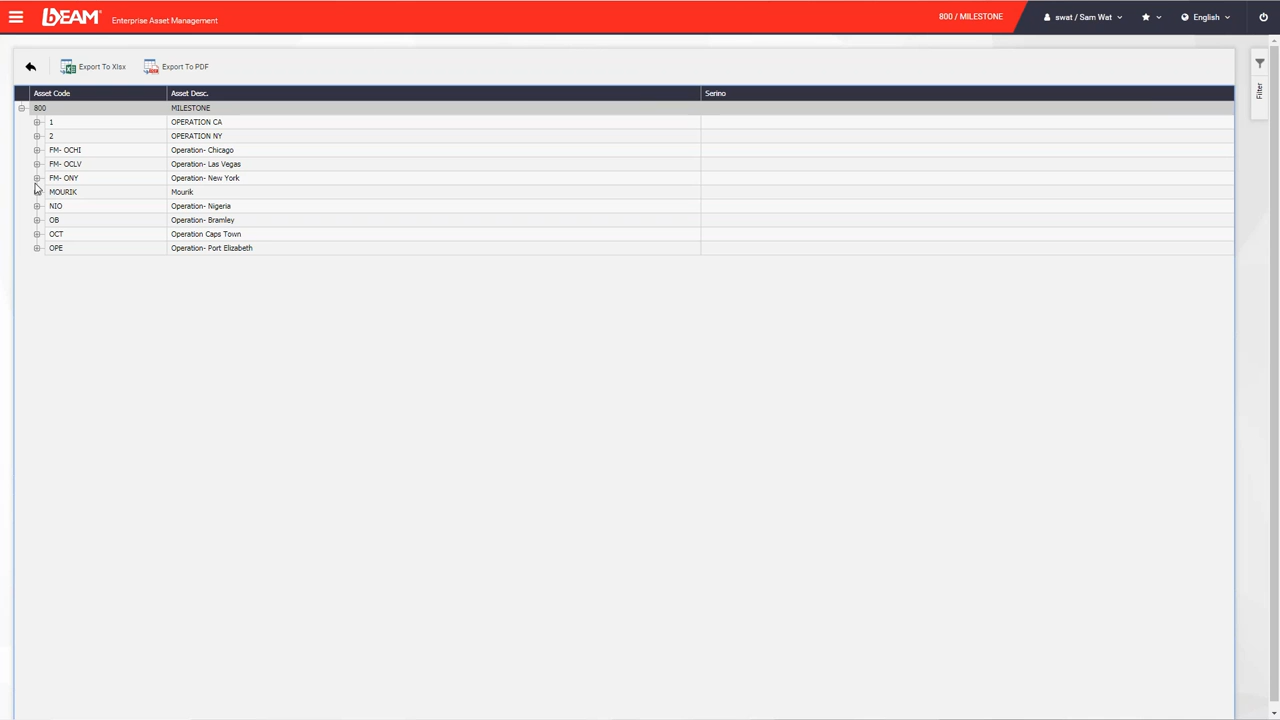 bEAM® Enterprise Asset Management 800 / MILESTONE swat / Sam Wat English
Export To Xlsx Export To PDF
Filter
Asset Code Asset Desc. Serino
800 MILESTONE
1 OPERATION CA
2 OPERATION NY
FM- OCHI Operation- Chicago
FM- OCLV Operation- Las Vegas
FM- ONY Operation- New York
MOURIK Mourik
NIO Operation- Nigeria
OB Operation- Bramley
OCT Operation Caps Town
OPE Operation- Port Elizabeth